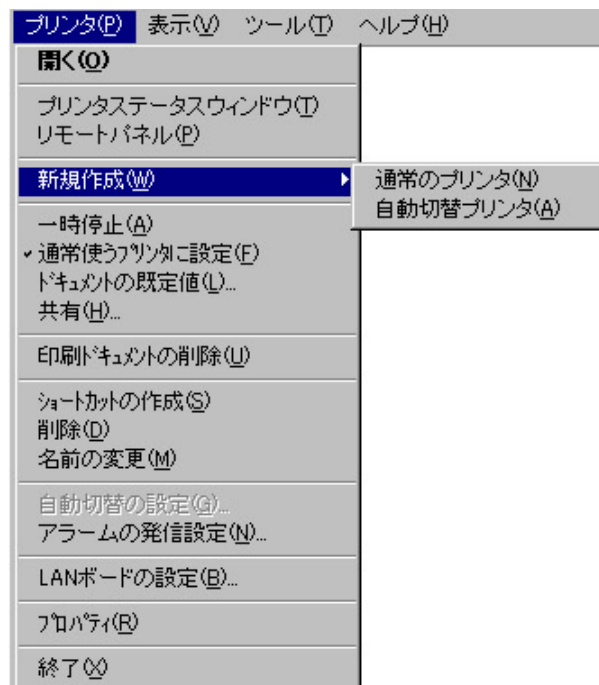 プリンタ(P) 表示(V) ツール(T) ヘルプ(H)
開く(O)
プリンタステータスウィンドウ(T)
リモートパネル(P)
新規作成(W)
通常のプリンタ(N)
自動切替プリンタ(A)
一時停止(A)
通常使うプリンタに設定(F)
ドキュメントの既定値(L)...
共有(H)...
印刷ドキュメントの削除(U)
ショートカットの作成(S)
削除(D)
名前の変更(M)
自動切替の設定(G)...
アラームの発信設定(N)...
LANボードの設定(B)...
プロパティ(R)
終了(X)